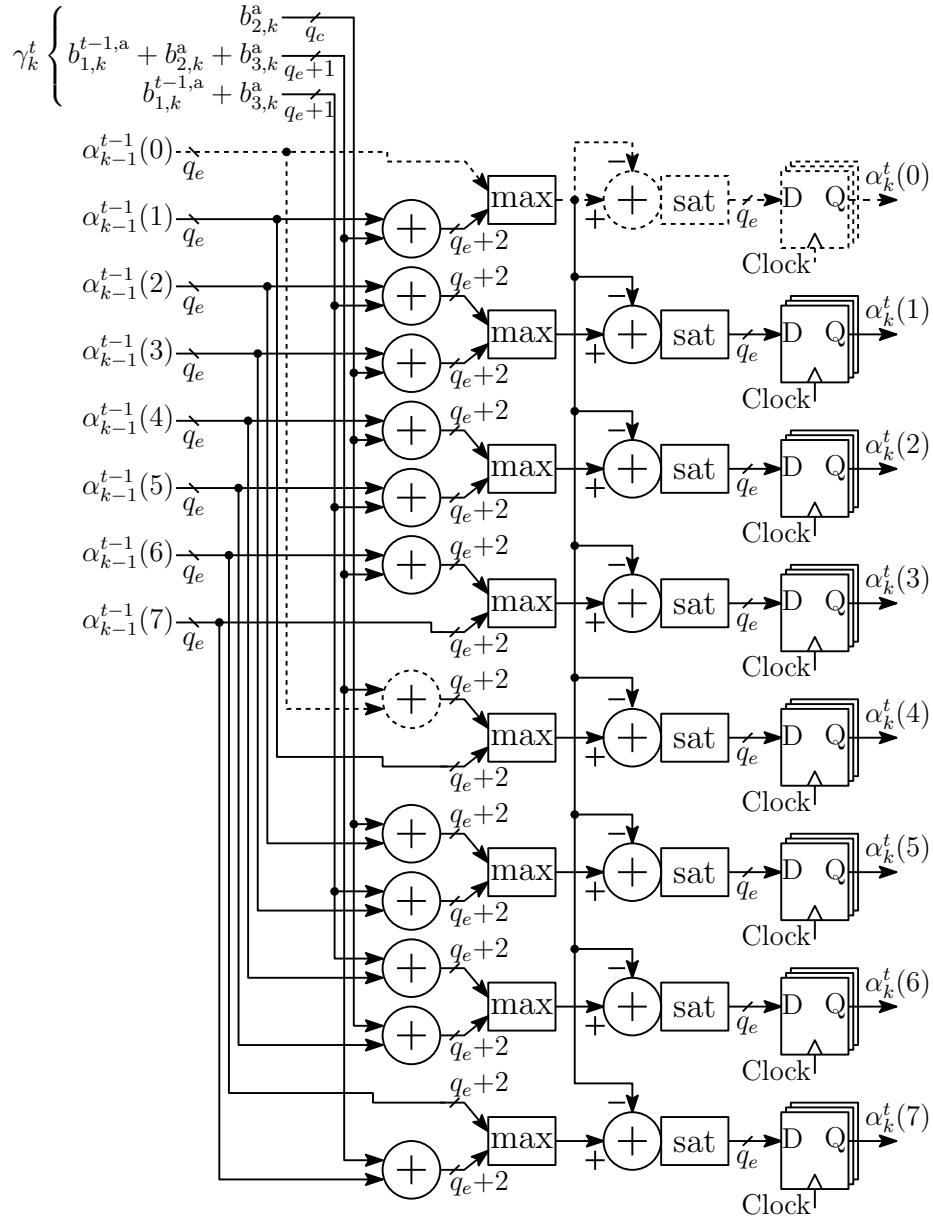 b^a_{2,k} q_c
γ^t_k { b^{t−1,a}_{1,k} + b^a_{2,k} + b^a_{3,k} q_e+1
b^{t−1,a}_{1,k} + b^a_{3,k} q_e+1
α^{t−1}_{k−1}(0) q_e max − + + sat q_e D Q α^t_k(0) Clock
α^{t−1}_{k−1}(1) q_e + q_e+2
α^{t−1}_{k−1}(2) q_e + q_e+2
max − + + sat q_e D Q α^t_k(1) Clock
α^{t−1}_{k−1}(3) q_e + q_e+2
α^{t−1}_{k−1}(4) q_e + q_e+2
max − + + sat q_e D Q α^t_k(2) Clock
α^{t−1}_{k−1}(5) q_e + q_e+2
α^{t−1}_{k−1}(6) q_e + q_e+2
max − + + sat q_e D Q α^t_k(3) Clock
α^{t−1}_{k−1}(7) q_e q_e+2
+ q_e+2
max − + + sat q_e D Q α^t_k(4) Clock
q_e+2
+ q_e+2
max − + + sat q_e D Q α^t_k(5) Clock
+ q_e+2
+ q_e+2
max − + + sat q_e D Q α^t_k(6) Clock
+ q_e+2
q_e+2
max − + + sat q_e D Q α^t_k(7) Clock
+ q_e+2